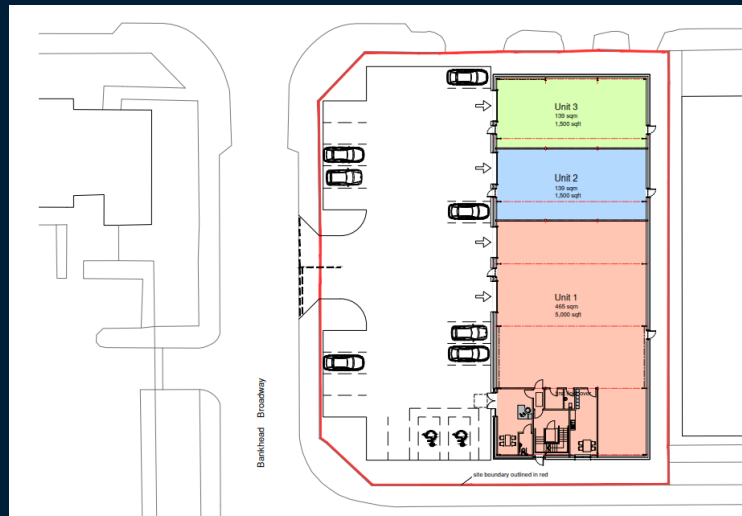 Unit 3
139 sqm
1,500 sqft
Unit 2
139 sqm
1,500 sqft
Unit 1
465 sqm
5,000 sqft
Bankhead Broadway
site boundary outlined in red